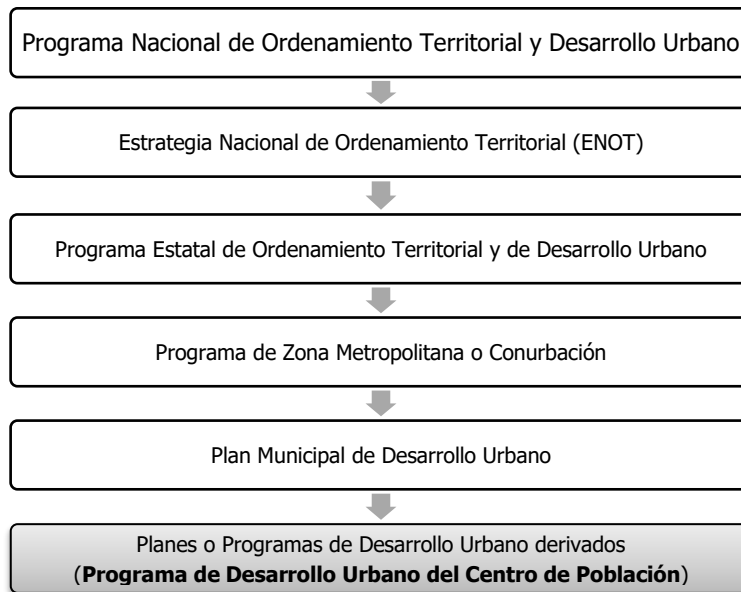 Programa Nacional de Ordenamiento Territorial y Desarrollo Urbano
Estrategia Nacional de Ordenamiento Territorial (ENOT)
Programa Estatal de Ordenamiento Territorial y de Desarrollo Urbano
Programa de Zona Metropolitana o Conurbación
Plan Municipal de Desarrollo Urbano
Planes o Programas de Desarrollo Urbano derivados
(Programa de Desarrollo Urbano del Centro de Población)